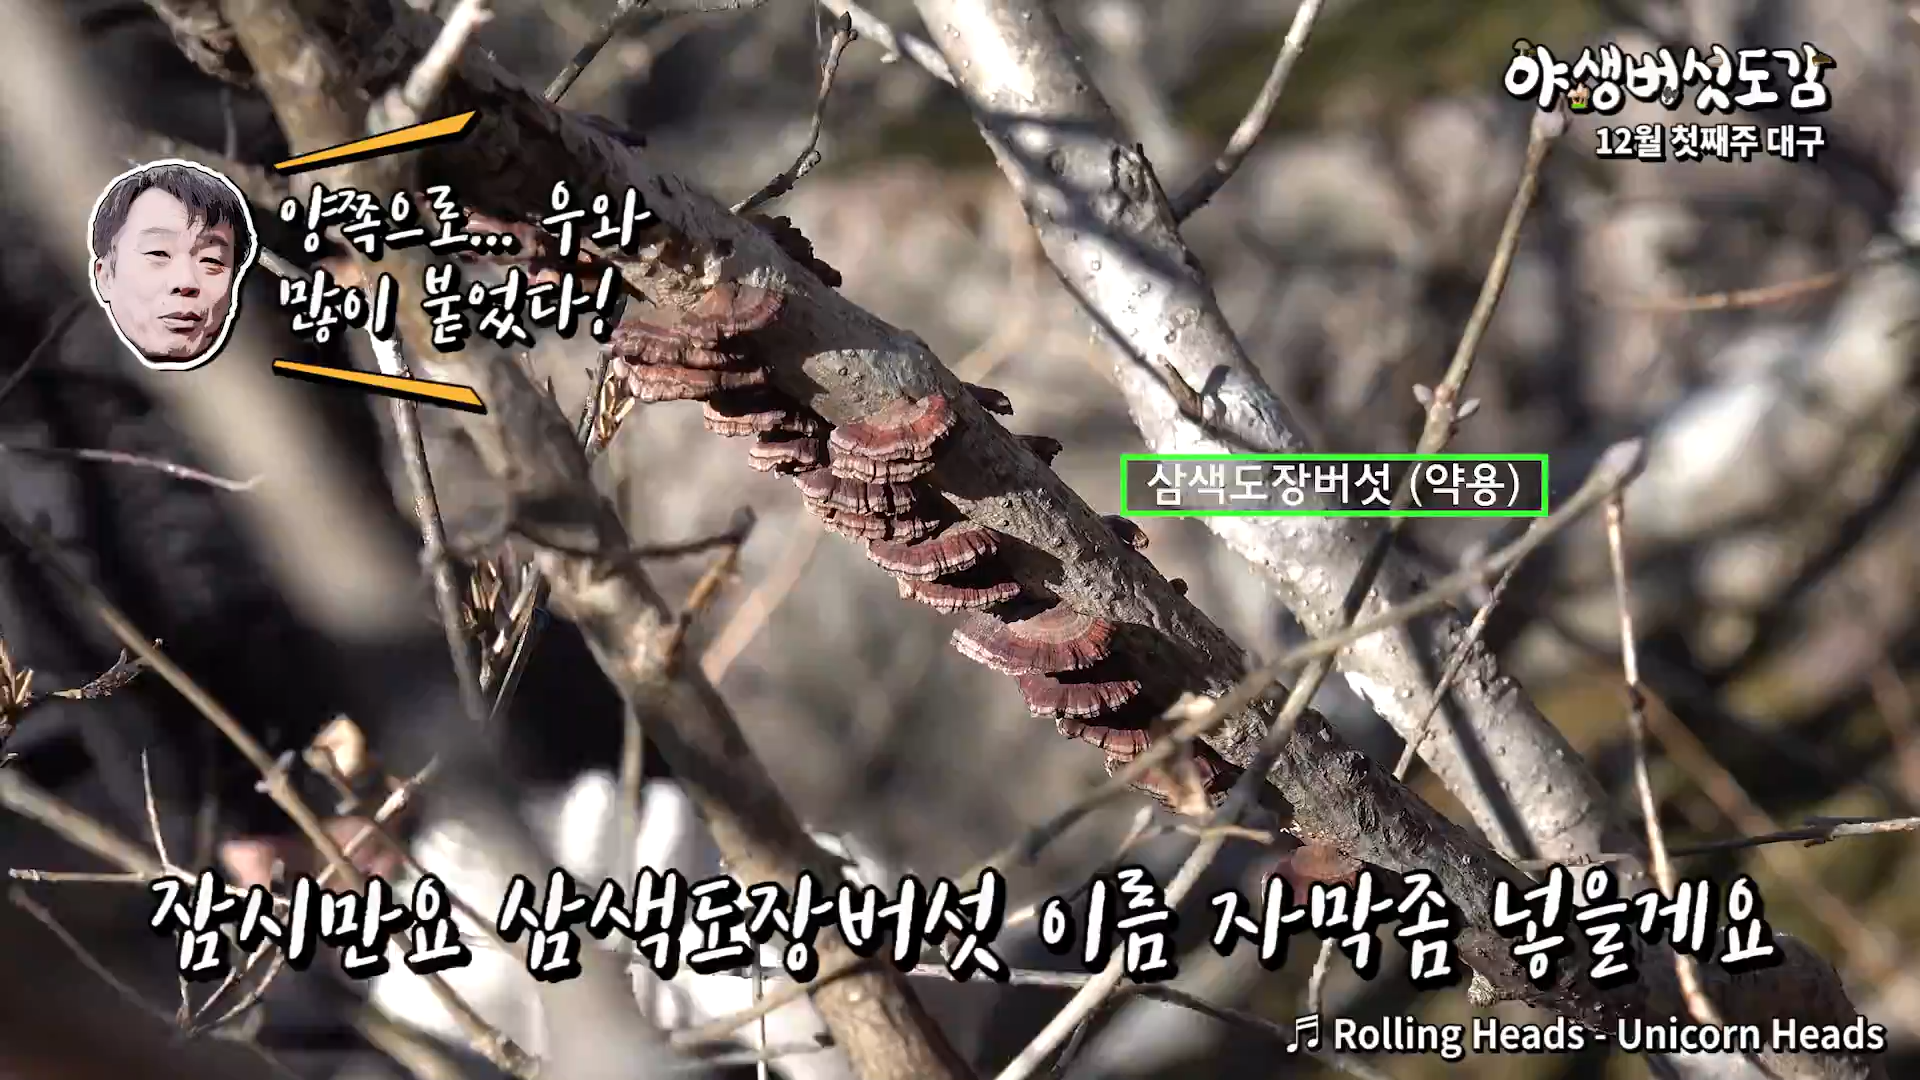 야생버섯도감
12월 첫째주 대구
양쪽으로... 우와
많이 붙었다!
삼색도장버섯 (약용)
잠시만요 삼색도장버섯 이름 자막좀 넣을게요
♬ Rolling Heads - Unicorn Heads